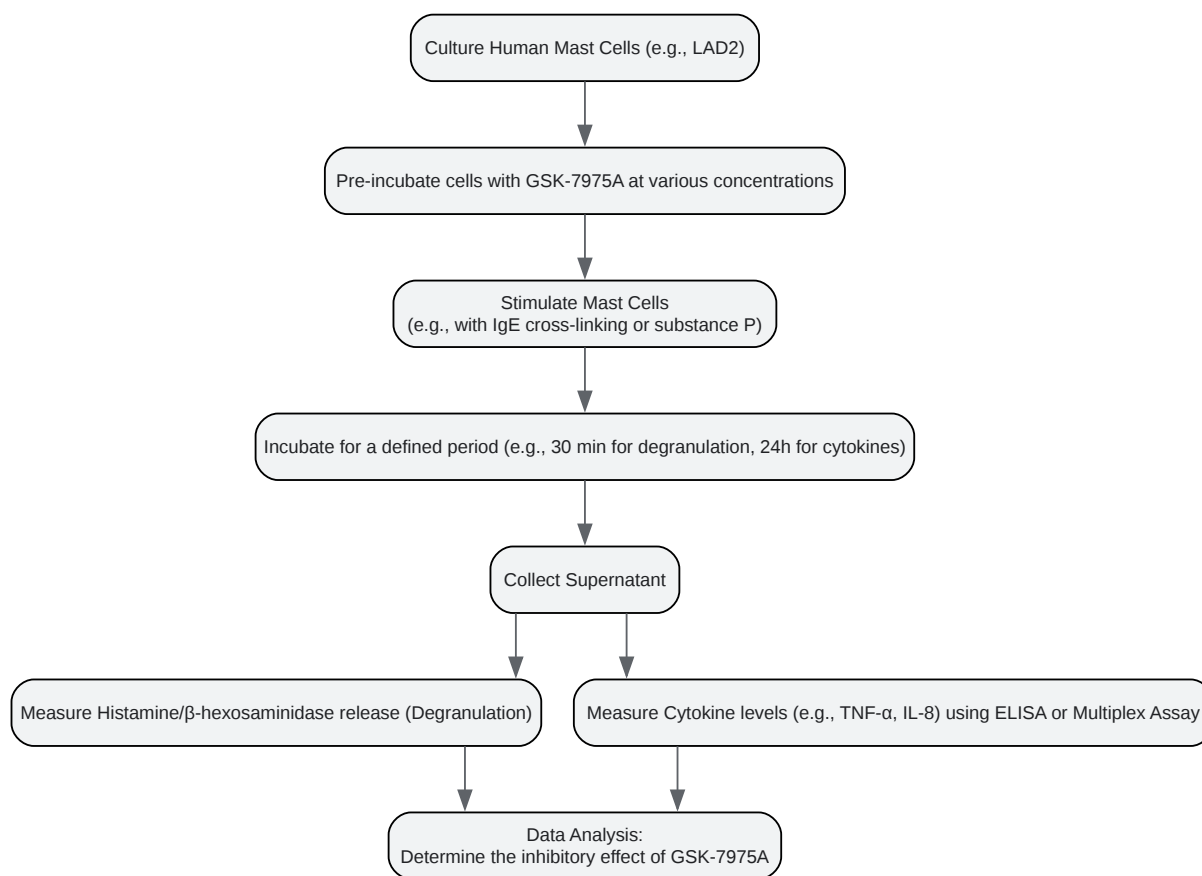 Culture Human Mast Cells (e.g., LAD2)
Pre-incubate cells with GSK-7975A at various concentrations
Stimulate Mast Cells
(e.g., with IgE cross-linking or substance P)
Incubate for a defined period (e.g., 30 min for degranulation, 24h for cytokines)
Collect Supernatant
Measure Histamine/β-hexosaminidase release (Degranulation)
Measure Cytokine levels (e.g., TNF-α, IL-8) using ELISA or Multiplex Assay
Data Analysis:
Determine the inhibitory effect of GSK-7975A